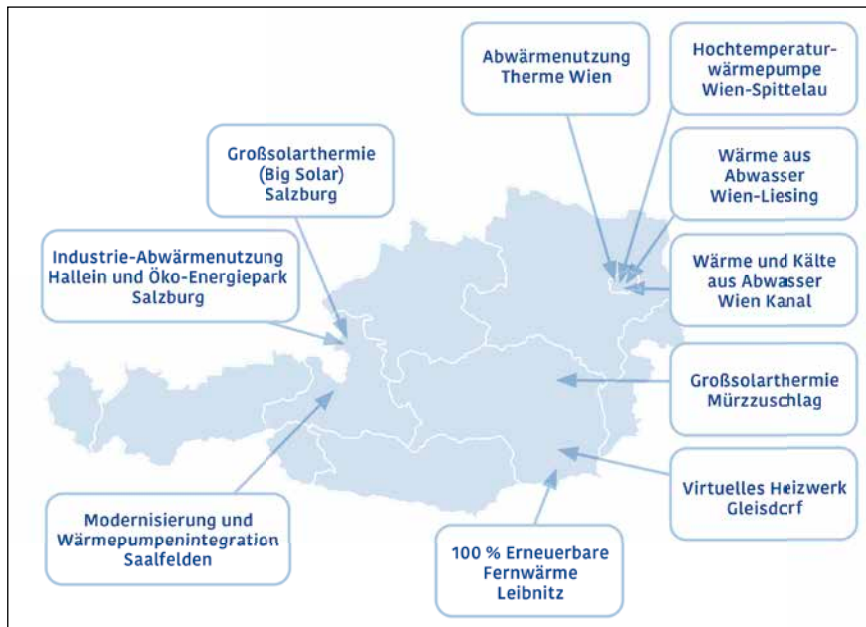 Abwärmenutzung
Therme Wien
Hochtemperatur-
wärmepumpe
Wien-Spittelau
Großsolarthermie
(Big Solar)
Salzburg
Wärme aus
Abwasser
Wien-Liesing
Industrie-Abwärmenutzung
Hallein und Öko-Energiepark
Salzburg
Wärme und Kälte
aus Abwasser
Wien Kanal
Großsolarthermie
Mürzzuschlag
Virtuelles Heizwerk
Gleisdorf
Modernisierung und
Wärmepumpenintegration
Saalfelden
100 % Erneuerbare
Fernwärme
Leibnitz